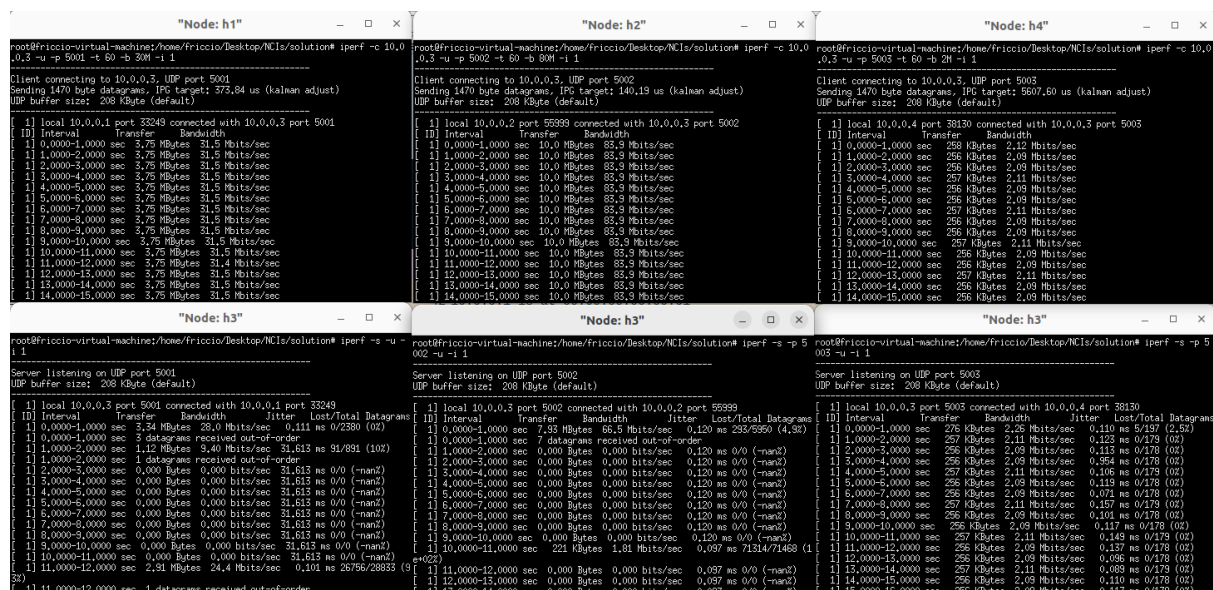 "Node: h1"
root@friccio-virtual-machine:/home/friccio/Desktop/NCIs/solution# iperf -c 10.0
.0.3 -u -p 5001 -t 60 -b 30M -i 1
Client connecting to 10.0.0.3, UDP port 5001
Sending 1470 byte datagrams, IPG target: 373.84 us (kalman adjust)
UDP buffer size: 208 KByte (default)
[ 1] local 10.0.0.1 port 33249 connected with 10.0.0.3 port 5001
[ ID] Interval Transfer Bandwidth
[ 1] 0.0000-1.0000 sec 3.75 MBytes 31.5 Mbits/sec
[ 1] 1.0000-2.0000 sec 3.75 MBytes 31.5 Mbits/sec
[ 1] 2.0000-3.0000 sec 3.75 MBytes 31.5 Mbits/sec
[ 1] 3.0000-4.0000 sec 3.75 MBytes 31.5 Mbits/sec
[ 1] 4.0000-5.0000 sec 3.75 MBytes 31.5 Mbits/sec
[ 1] 5.0000-6.0000 sec 3.75 MBytes 31.5 Mbits/sec
[ 1] 6.0000-7.0000 sec 3.75 MBytes 31.5 Mbits/sec
[ 1] 7.0000-8.0000 sec 3.75 MBytes 31.5 Mbits/sec
[ 1] 8.0000-9.0000 sec 3.75 MBytes 31.5 Mbits/sec
[ 1] 9.0000-10.0000 sec 3.75 MBytes 31.5 Mbits/sec
[ 1] 10.0000-11.0000 sec 3.75 MBytes 31.5 Mbits/sec
[ 1] 11.0000-12.0000 sec 3.75 MBytes 31.4 Mbits/sec
[ 1] 12.0000-13.0000 sec 3.75 MBytes 31.5 Mbits/sec
[ 1] 13.0000-14.0000 sec 3.75 MBytes 31.5 Mbits/sec
[ 1] 14.0000-15.0000 sec 3.75 MBytes 31.5 Mbits/sec
"Node: h2"
root@friccio-virtual-machine:/home/friccio/Desktop/NCIs/solution# iperf -c 10.0
.0.3 -u -p 5002 -t 60 -b 80M -i 1
Client connecting to 10.0.0.3, UDP port 5002
Sending 1470 byte datagrams, IPG target: 140.19 us (kalman adjust)
UDP buffer size: 208 KByte (default)
[ 1] local 10.0.0.2 port 55999 connected with 10.0.0.3 port 5002
[ ID] Interval Transfer Bandwidth
[ 1] 0.0000-1.0000 sec 10.0 MBytes 83.9 Mbits/sec
[ 1] 1.0000-2.0000 sec 10.0 MBytes 83.9 Mbits/sec
[ 1] 2.0000-3.0000 sec 10.0 MBytes 83.9 Mbits/sec
[ 1] 3.0000-4.0000 sec 10.0 MBytes 83.9 Mbits/sec
[ 1] 4.0000-5.0000 sec 10.0 MBytes 83.9 Mbits/sec
[ 1] 5.0000-6.0000 sec 10.0 MBytes 83.9 Mbits/sec
[ 1] 6.0000-7.0000 sec 10.0 MBytes 83.9 Mbits/sec
[ 1] 7.0000-8.0000 sec 10.0 MBytes 83.9 Mbits/sec
[ 1] 8.0000-9.0000 sec 10.0 MBytes 83.9 Mbits/sec
[ 1] 9.0000-10.0000 sec 10.0 MBytes 83.9 Mbits/sec
[ 1] 10.0000-11.0000 sec 10.0 MBytes 83.9 Mbits/sec
[ 1] 11.0000-12.0000 sec 10.0 MBytes 83.9 Mbits/sec
[ 1] 12.0000-13.0000 sec 10.0 MBytes 83.9 Mbits/sec
[ 1] 13.0000-14.0000 sec 10.0 MBytes 83.9 Mbits/sec
[ 1] 14.0000-15.0000 sec 10.0 MBytes 83.9 Mbits/sec
"Node: h4"
root@friccio-virtual-machine:/home/friccio/Desktop/NCIs/solution# iperf -c 10.0
.0.3 -u -p 5003 -t 60 -b 2M -i 1
Client connecting to 10.0.0.3, UDP port 5003
Sending 1470 byte datagrams, IPG target: 5607.60 us (kalman adjust)
UDP buffer size: 208 KByte (default)
[ 1] local 10.0.0.4 port 38130 connected with 10.0.0.3 port 5003
[ ID] Interval Transfer Bandwidth
[ 1] 0.0000-1.0000 sec 258 KBytes 2.12 Mbits/sec
[ 1] 1.0000-2.0000 sec 256 KBytes 2.09 Mbits/sec
[ 1] 2.0000-3.0000 sec 256 KBytes 2.09 Mbits/sec
[ 1] 3.0000-4.0000 sec 257 KBytes 2.11 Mbits/sec
[ 1] 4.0000-5.0000 sec 256 KBytes 2.09 Mbits/sec
[ 1] 5.0000-6.0000 sec 256 KBytes 2.09 Mbits/sec
[ 1] 6.0000-7.0000 sec 257 KBytes 2.11 Mbits/sec
[ 1] 7.0000-8.0000 sec 256 KBytes 2.09 Mbits/sec
[ 1] 8.0000-9.0000 sec 256 KBytes 2.09 Mbits/sec
[ 1] 9.0000-10.0000 sec 257 KBytes 2.11 Mbits/sec
[ 1] 10.0000-11.0000 sec 256 KBytes 2.09 Mbits/sec
[ 1] 11.0000-12.0000 sec 256 KBytes 2.09 Mbits/sec
[ 1] 12.0000-13.0000 sec 257 KBytes 2.11 Mbits/sec
[ 1] 13.0000-14.0000 sec 256 KBytes 2.09 Mbits/sec
[ 1] 14.0000-15.0000 sec 256 KBytes 2.09 Mbits/sec
"Node: h3"
root@friccio-virtual-machine:/home/friccio/Desktop/NCIs/solution# iperf -s -u -
i 1
Server listening on UDP port 5001
UDP buffer size: 208 KByte (default)
[ 1] local 10.0.0.3 port 5001 connected with 10.0.0.1 port 33249
[ ID] Interval Transfer Bandwidth Jitter Lost/Total Datagrams
[ 1] 0.0000-1.0000 sec 3.34 MBytes 28.0 Mbits/sec 0.111 ms 0/2380 (0%)
[ 1] 0.0000-1.0000 sec 3 datagrams received out-of-order
[ 1] 1.0000-2.0000 sec 1.12 MBytes 9.40 Mbits/sec 31.613 ms 91/891 (10%)
[ 1] 1.0000-2.0000 sec 1 datagrams received out-of-order
[ 1] 2.0000-3.0000 sec 0.000 Bytes 0.000 bits/sec 31.613 ms 0/0 (-nan%)
[ 1] 3.0000-4.0000 sec 0.000 Bytes 0.000 bits/sec 31.613 ms 0/0 (-nan%)
[ 1] 4.0000-5.0000 sec 0.000 Bytes 0.000 bits/sec 31.613 ms 0/0 (-nan%)
[ 1] 5.0000-6.0000 sec 0.000 Bytes 0.000 bits/sec 31.613 ms 0/0 (-nan%)
[ 1] 6.0000-7.0000 sec 0.000 Bytes 0.000 bits/sec 31.613 ms 0/0 (-nan%)
[ 1] 7.0000-8.0000 sec 0.000 Bytes 0.000 bits/sec 31.613 ms 0/0 (-nan%)
[ 1] 8.0000-9.0000 sec 0.000 Bytes 0.000 bits/sec 31.613 ms 0/0 (-nan%)
[ 1] 9.0000-10.0000 sec 0.000 Bytes 0.000 bits/sec 31.613 ms 0/0 (-nan%)
[ 1] 10.0000-11.0000 sec 0.000 Bytes 0.000 bits/sec 31.613 ms 0/0 (-nan%)
[ 1] 11.0000-12.0000 sec 2.91 MBytes 24.4 Mbits/sec 0.101 ms 26756/28833 (9
3%)
[ 1] 11.0000-12.0000 sec 1 datagrams received out-of-order
"Node: h3"
root@friccio-virtual-machine:/home/friccio/Desktop/NCIs/solution# iperf -s -p 5
002 -u -i 1
Server listening on UDP port 5002
UDP buffer size: 208 KByte (default)
[ 1] local 10.0.0.3 port 5002 connected with 10.0.0.2 port 55999
[ ID] Interval Transfer Bandwidth Jitter Lost/Total Datagrams
[ 1] 0.0000-1.0000 sec 7.93 MBytes 66.5 Mbits/sec 0.120 ms 293/5950 (4.9%)
[ 1] 0.0000-1.0000 sec 7 datagrams received out-of-order
[ 1] 1.0000-2.0000 sec 0.000 Bytes 0.000 bits/sec 0.120 ms 0/0 (-nan%)
[ 1] 2.0000-3.0000 sec 0.000 Bytes 0.000 bits/sec 0.120 ms 0/0 (-nan%)
[ 1] 3.0000-4.0000 sec 0.000 Bytes 0.000 bits/sec 0.120 ms 0/0 (-nan%)
[ 1] 4.0000-5.0000 sec 0.000 Bytes 0.000 bits/sec 0.120 ms 0/0 (-nan%)
[ 1] 5.0000-6.0000 sec 0.000 Bytes 0.000 bits/sec 0.120 ms 0/0 (-nan%)
[ 1] 6.0000-7.0000 sec 0.000 Bytes 0.000 bits/sec 0.120 ms 0/0 (-nan%)
[ 1] 7.0000-8.0000 sec 0.000 Bytes 0.000 bits/sec 0.120 ms 0/0 (-nan%)
[ 1] 8.0000-9.0000 sec 0.000 Bytes 0.000 bits/sec 0.120 ms 0/0 (-nan%)
[ 1] 9.0000-10.0000 sec 0.000 Bytes 0.000 bits/sec 0.120 ms 0/0 (-nan%)
[ 1] 10.0000-11.0000 sec 221 KBytes 1.81 Mbits/sec 0.097 ms 71314/71468 (1
e+02%)
[ 1] 11.0000-12.0000 sec 0.000 Bytes 0.000 bits/sec 0.097 ms 0/0 (-nan%)
[ 1] 12.0000-13.0000 sec 0.000 Bytes 0.000 bits/sec 0.097 ms 0/0 (-nan%)
"Node: h3"
root@friccio-virtual-machine:/home/friccio/Desktop/NCIs/solution# iperf -s -p 5
003 -u -i 1
Server listening on UDP port 5003
UDP buffer size: 208 KByte (default)
[ 1] local 10.0.0.3 port 5003 connected with 10.0.0.4 port 38130
[ ID] Interval Transfer Bandwidth Jitter Lost/Total Datagrams
[ 1] 0.0000-1.0000 sec 276 KBytes 2.26 Mbits/sec 0.110 ms 5/197 (2.5%)
[ 1] 1.0000-2.0000 sec 257 KBytes 2.11 Mbits/sec 0.123 ms 0/179 (0%)
[ 1] 2.0000-3.0000 sec 256 KBytes 2.09 Mbits/sec 0.113 ms 0/178 (0%)
[ 1] 3.0000-4.0000 sec 256 KBytes 2.09 Mbits/sec 0.954 ms 0/178 (0%)
[ 1] 4.0000-5.0000 sec 257 KBytes 2.11 Mbits/sec 0.106 ms 0/179 (0%)
[ 1] 5.0000-6.0000 sec 256 KBytes 2.09 Mbits/sec 0.119 ms 0/178 (0%)
[ 1] 6.0000-7.0000 sec 256 KBytes 2.09 Mbits/sec 0.071 ms 0/178 (0%)
[ 1] 7.0000-8.0000 sec 257 KBytes 2.11 Mbits/sec 0.157 ms 0/179 (0%)
[ 1] 8.0000-9.0000 sec 256 KBytes 2.09 Mbits/sec 0.101 ms 0/178 (0%)
[ 1] 9.0000-10.0000 sec 256 KBytes 2.09 Mbits/sec 0.117 ms 0/178 (0%)
[ 1] 10.0000-11.0000 sec 257 KBytes 2.11 Mbits/sec 0.149 ms 0/179 (0%)
[ 1] 11.0000-12.0000 sec 256 KBytes 2.09 Mbits/sec 0.137 ms 0/178 (0%)
[ 1] 12.0000-13.0000 sec 256 KBytes 2.09 Mbits/sec 0.096 ms 0/178 (0%)
[ 1] 13.0000-14.0000 sec 257 KBytes 2.11 Mbits/sec 0.089 ms 0/179 (0%)
[ 1] 14.0000-15.0000 sec 256 KBytes 2.09 Mbits/sec 0.110 ms 0/178 (0%)